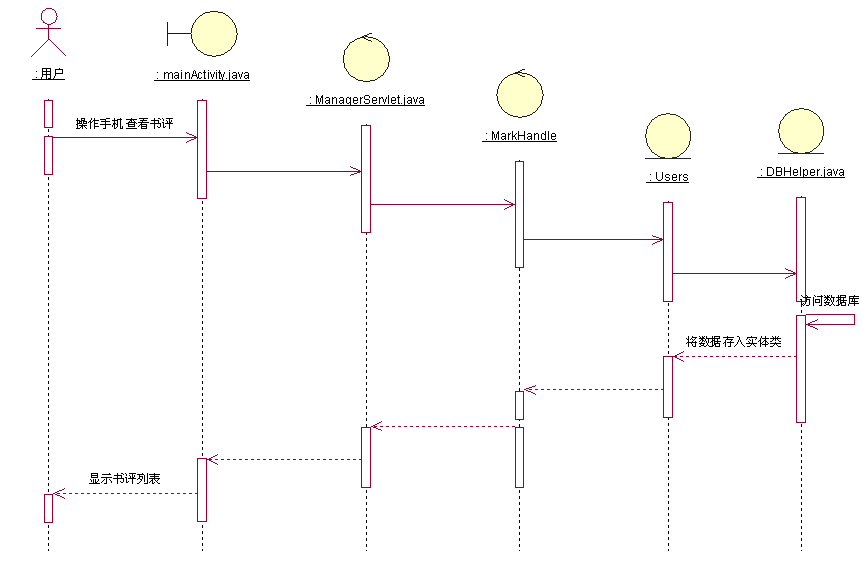 : 用户
: mainActivity.java
: ManagerServlet.java
: MarkHandle
: Users
: DBHelper.java
操作手机 查看书评
访问数据库
将数据存入实体类
显示书评列表